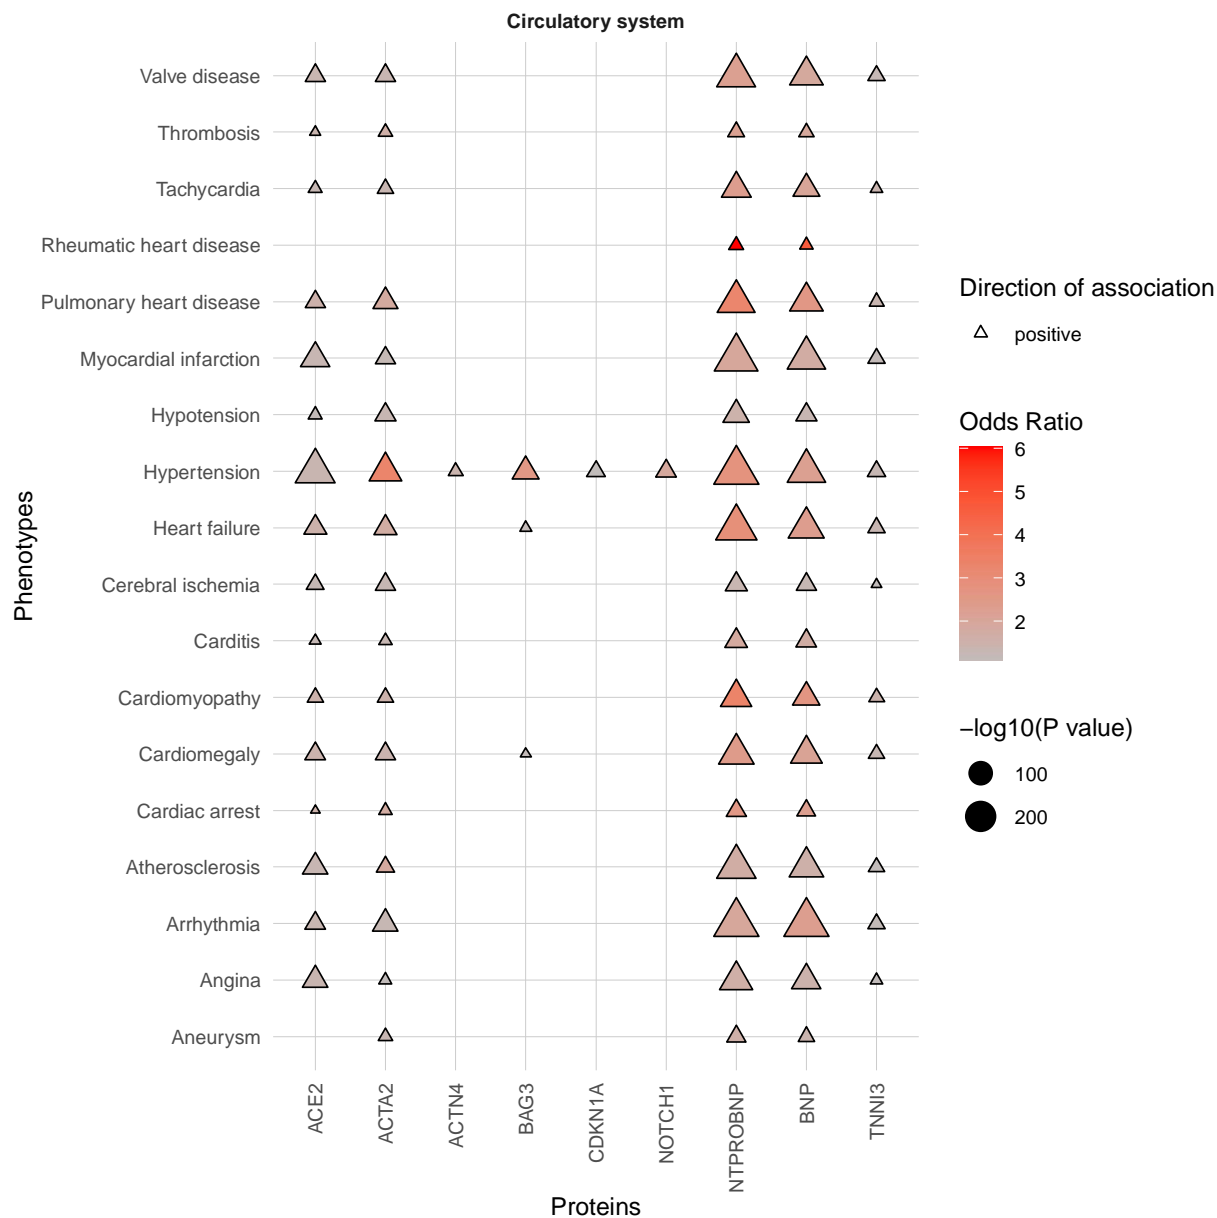 Circulatory system
Phenotypes
Valve disease
Thrombosis
Tachycardia
Rheumatic heart disease
Pulmonary heart disease
Myocardial infarction
Hypotension
Hypertension
Heart failure
Cerebral ischemia
Carditis
Cardiomyopathy
Cardiomegaly
Cardiac arrest
Atherosclerosis
Arrhythmia
Angina
Aneurysm
ACE2
ACTA2
ACTN4
BAG3
CDKN1A
NOTCH1
NTPROBNP
BNP
TNNI3
Proteins
Direction of association
positive
Odds Ratio
6
5
4
3
2
−log10(P value)
100
200